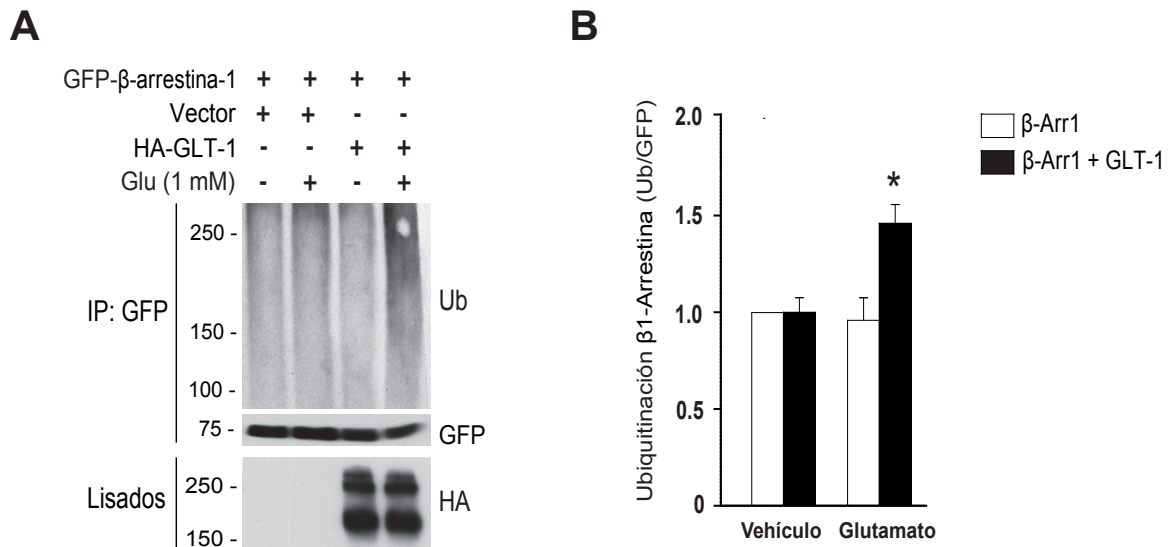 A
GFP-β-arrestina-1 + + + +
Vector + + - -
HA-GLT-1 - - + +
Glu (1 mM) - + - +
IP: GFP
250 -
150 -
100 -
75 -
Ub
GFP
Lisados
250 -
150 -
HA
B
Ubiquitinación β1-Arrestina (Ub/GFP)
2.0
1.5
1.0
0.5
0
*
Vehículo Glutamato
β-Arr1
β-Arr1 + GLT-1